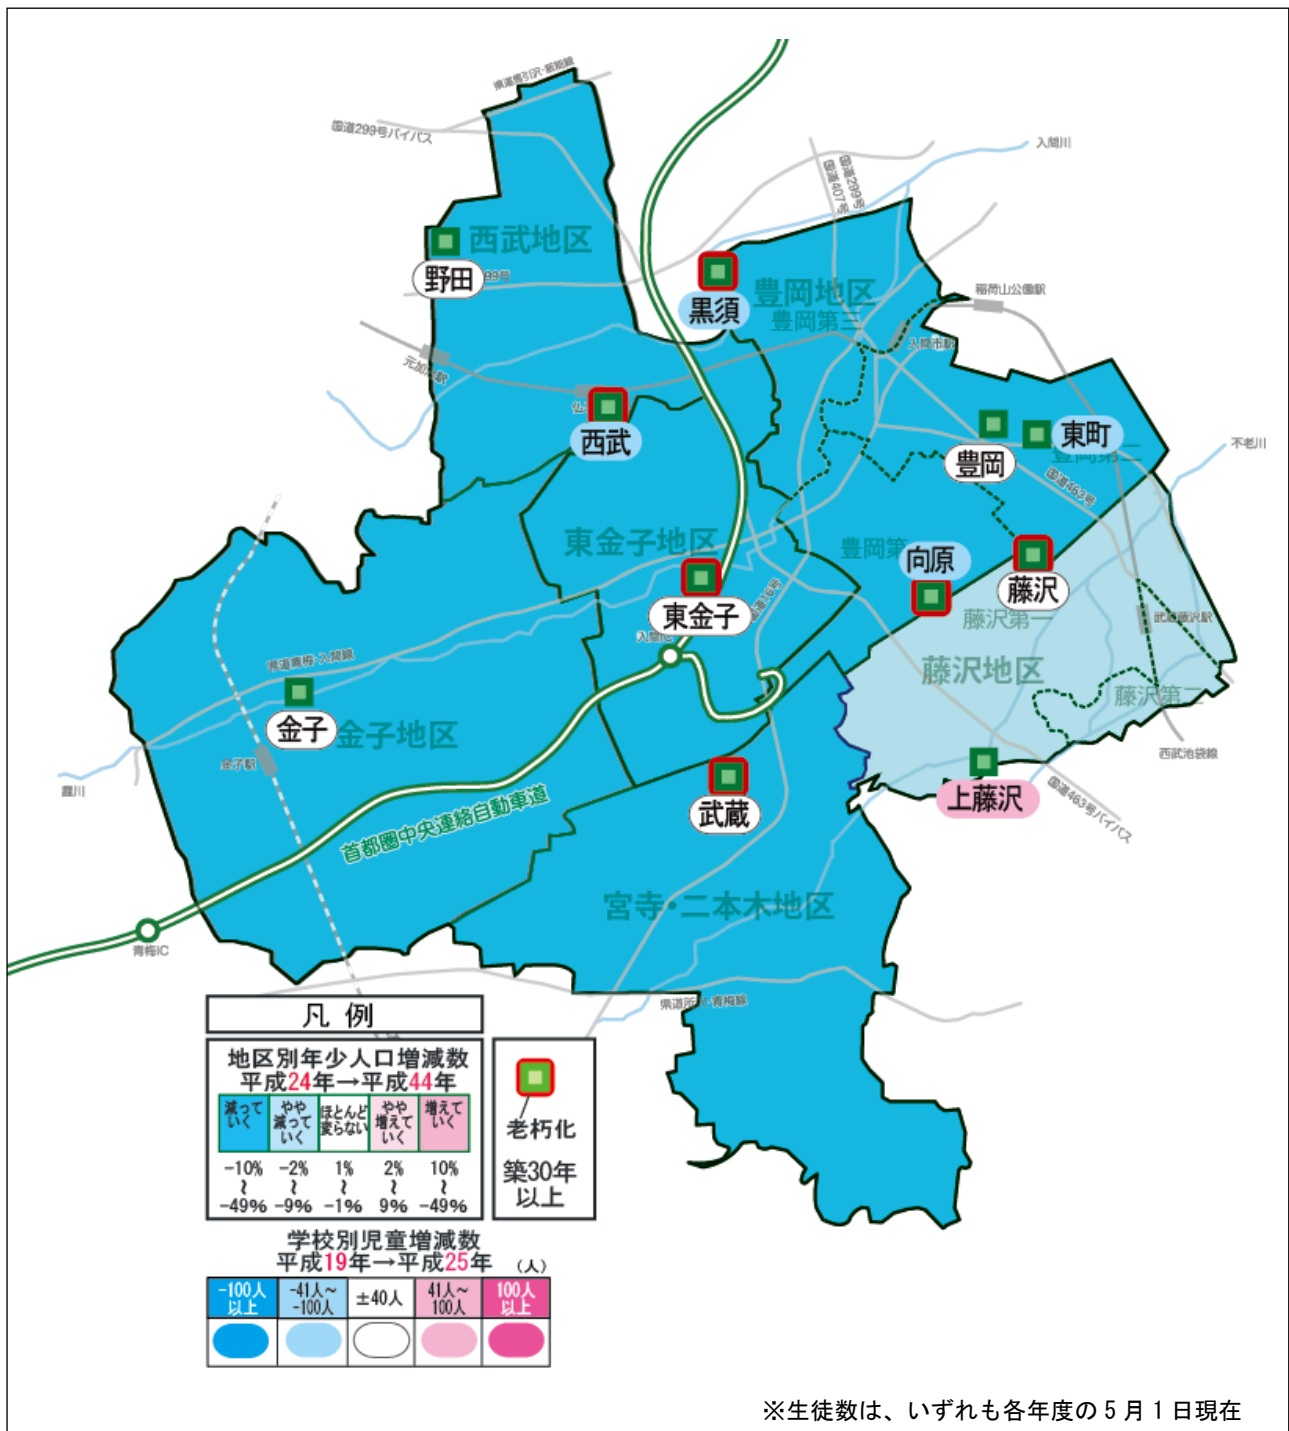 県道馬引沢・飯能線
国道299号バイパス
入間川
国道299号
国道407号
西武地区
野田
黒須
豊岡地区
豊岡第三
稲荷山公園駅
入間市駅
元加治駅
西武
東町
豊岡
豊岡第二
国道463号
不老川
東金子地区
豊岡第一
向原
藤沢
東金子
国道16号
入間IC
藤沢第一
武蔵藤沢駅
藤沢地区
藤沢第二
県道青梅・入間線
金子
金子地区
金子駅
霞川
西武池袋線
上藤沢
国道463号バイパス
武蔵
首都圏中央連絡自動車道
宮寺・二本木地区
青梅IC
凡 例
地区別年少人口増減数
平成24年→平成44年
減って
いく
やや
減って
いく
ほとんど
変らない
やや
増えて
いく
増えて
いく
-10% -2% 1% 2% 10%
～ ～ ～ ～ ～
-49% -9% -1% 9% -49%
老朽化
築30年
以上
学校別児童増減数
平成19年→平成25年 (人)
-100人
以上
-41人～
-100人
±40人
41人～
100人
100人
以上
※生徒数は、いずれも各年度の5月1日現在